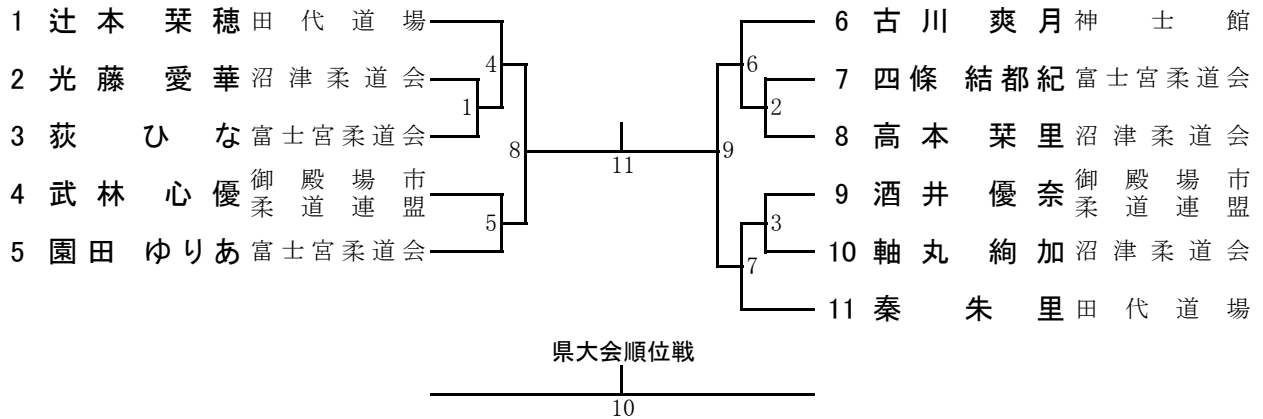 1 辻本 栞穂 田代道場
4
2 光藤 愛華 沼津柔道会
1
3 荻 ひな 富士宮柔道会
8
4 武林 心優 御殿場市柔道連盟
5
5 園田 ゆりあ 富士宮柔道会
11
6 古川 爽月 神士館
6
7 四條 結都紀 富士宮柔道会
2
8 高本 栞里 沼津柔道会
9
9 酒井 優奈 御殿場市柔道連盟
3
10 軸丸 絢加 沼津柔道会
7
11 秦 朱里 田代道場
県大会順位戦
10